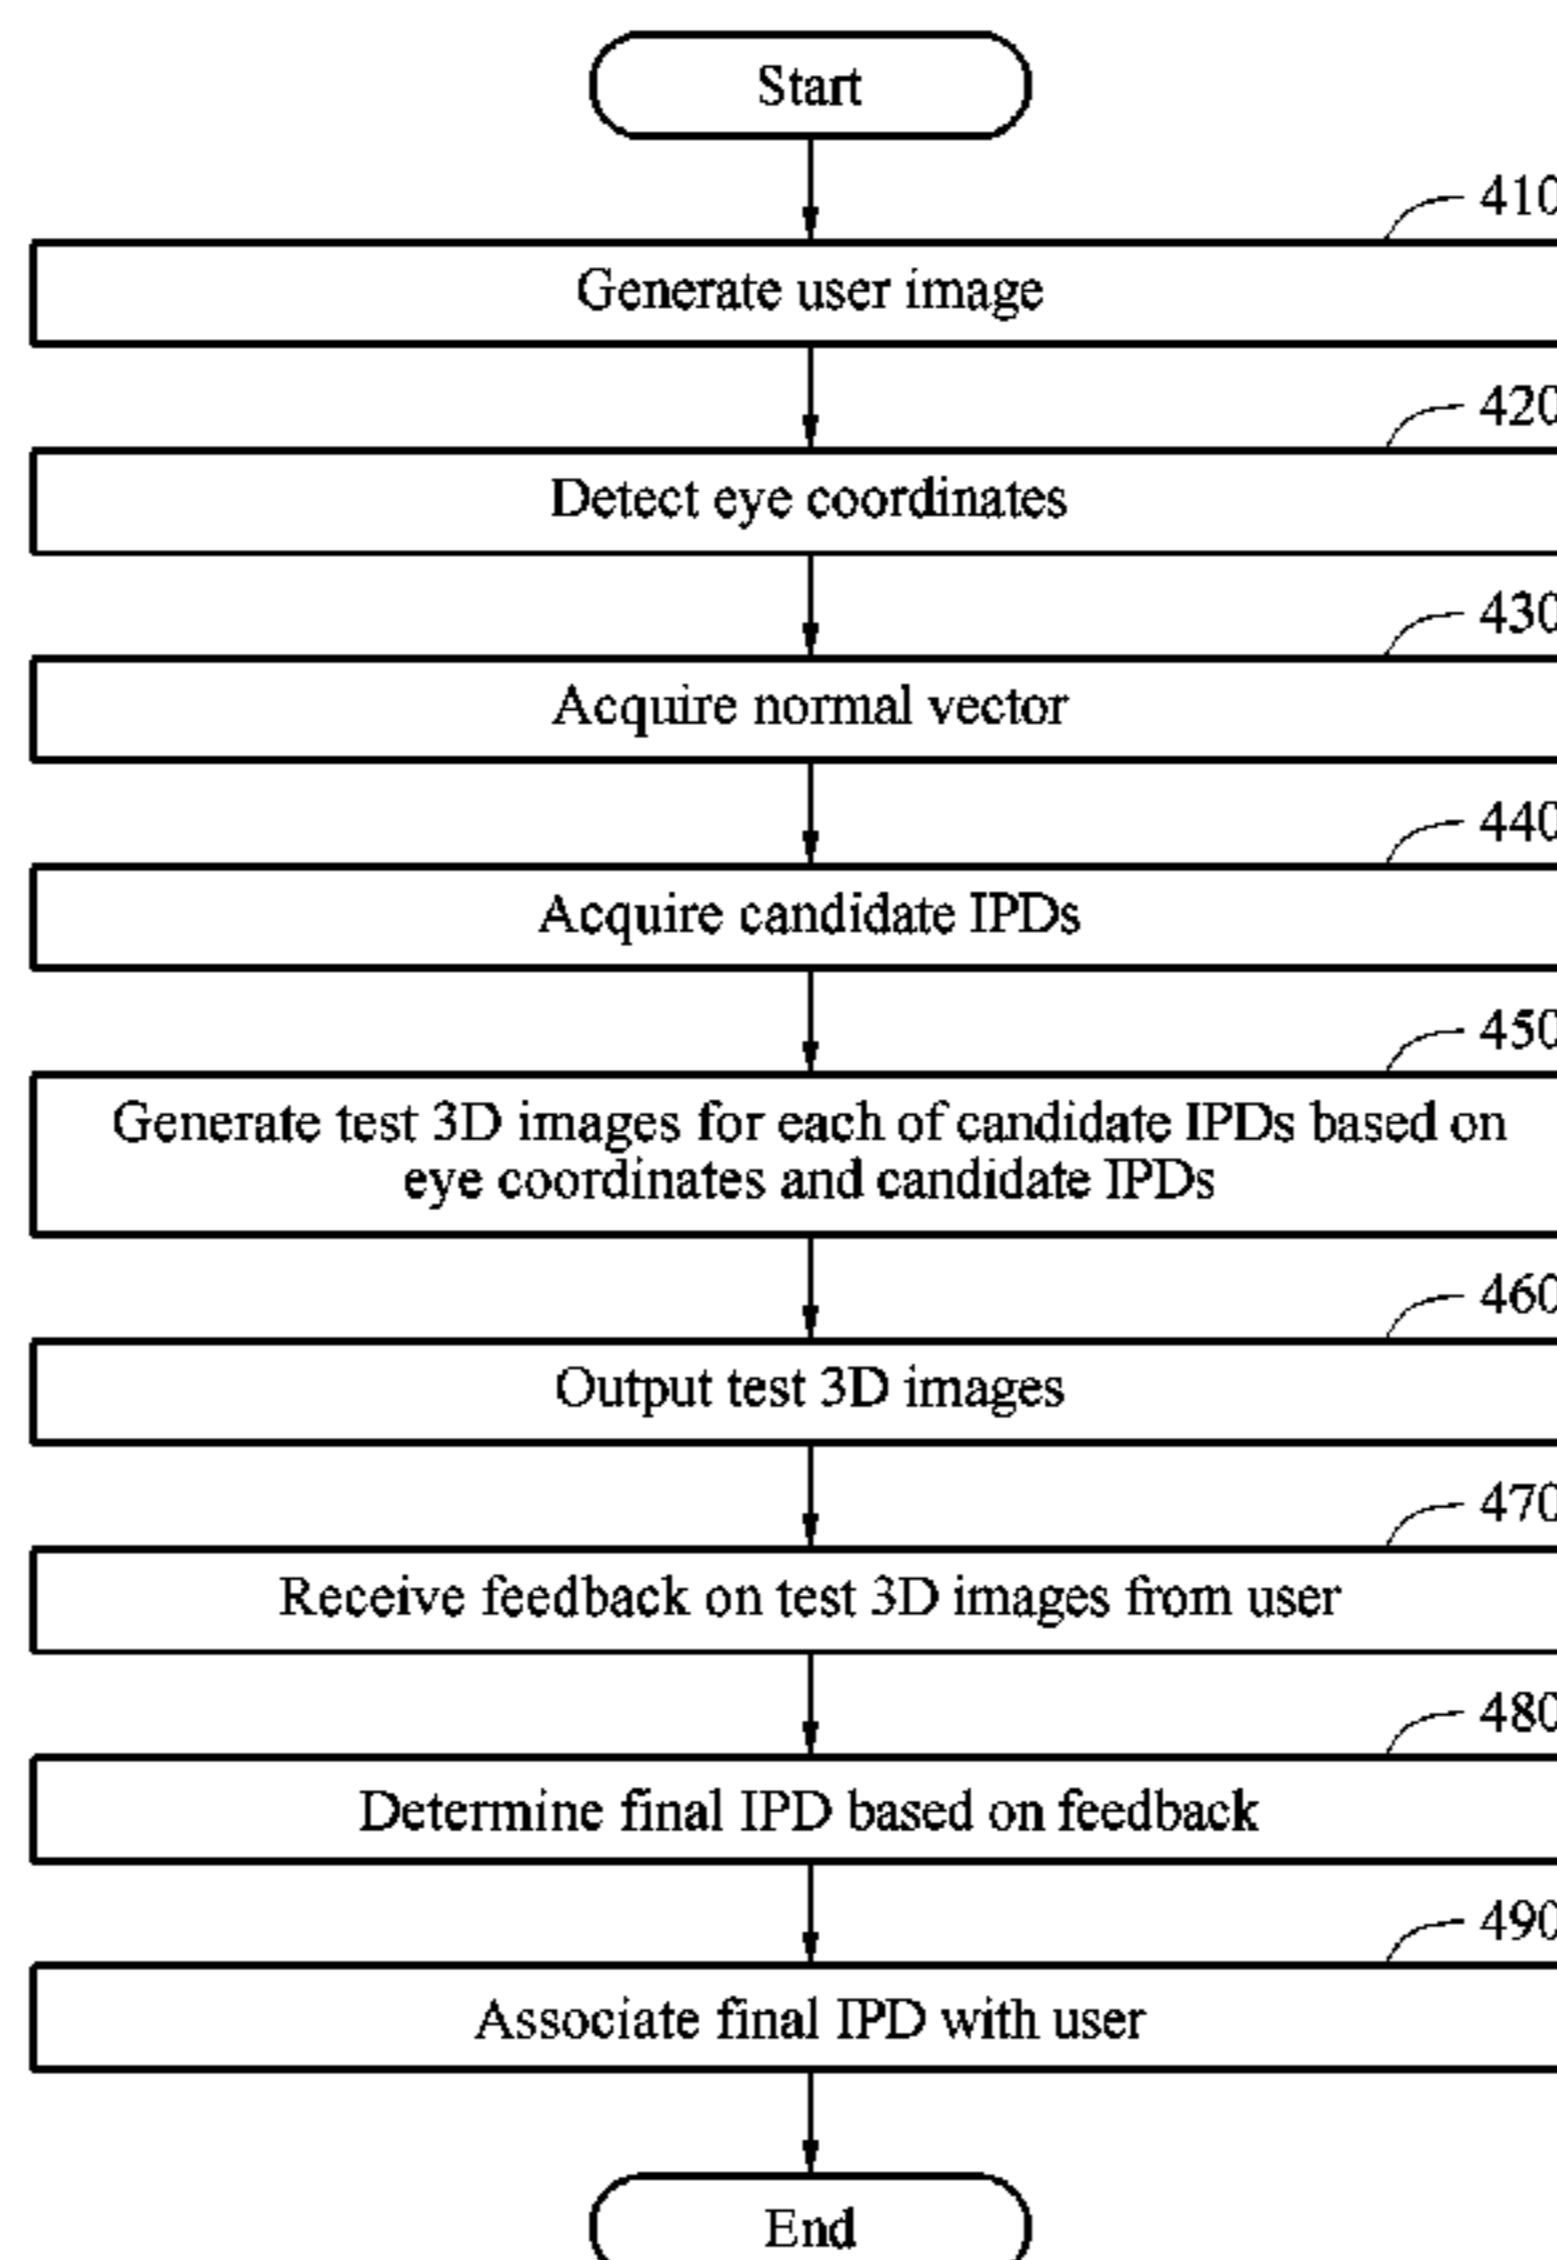 Start
410
Generate user image
420
Detect eye coordinates
430
Acquire normal vector
440
Acquire candidate IPDs
450
Generate test 3D images for each of candidate IPDs based on
eye coordinates and candidate IPDs
460
Output test 3D images
470
Receive feedback on test 3D images from user
480
Determine final IPD based on feedback
490
Associate final IPD with user
End